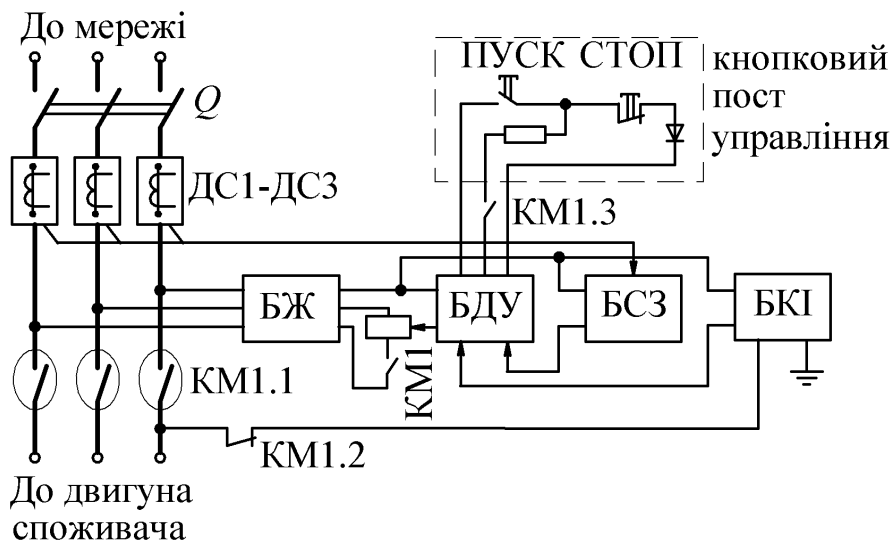 До мережі
ПУСК СТОП
кнопковий
пост
управління
Q
ДС1-ДС3
КМ1.3
БЖ
БДУ
БСЗ
БКІ
КМ1
КМ1.1
КМ1.2
До двигуна
споживача